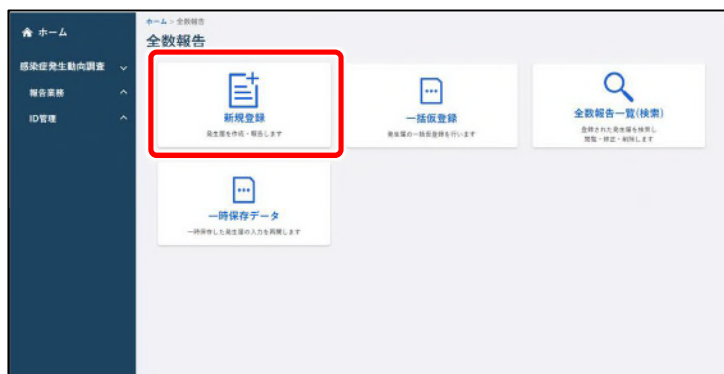 ホーム
感染症発生動向調査
報告業務
ID管理
ホーム > 全数報告
全数報告
新規登録
発生届を作成・報告します
一括仮登録
発生届の一括仮登録を行います
全数報告一覧(検索)
登録された発生届を検索し
閲覧・修正・削除します
一時保存データ
一時保存した発生届の入力を再開します